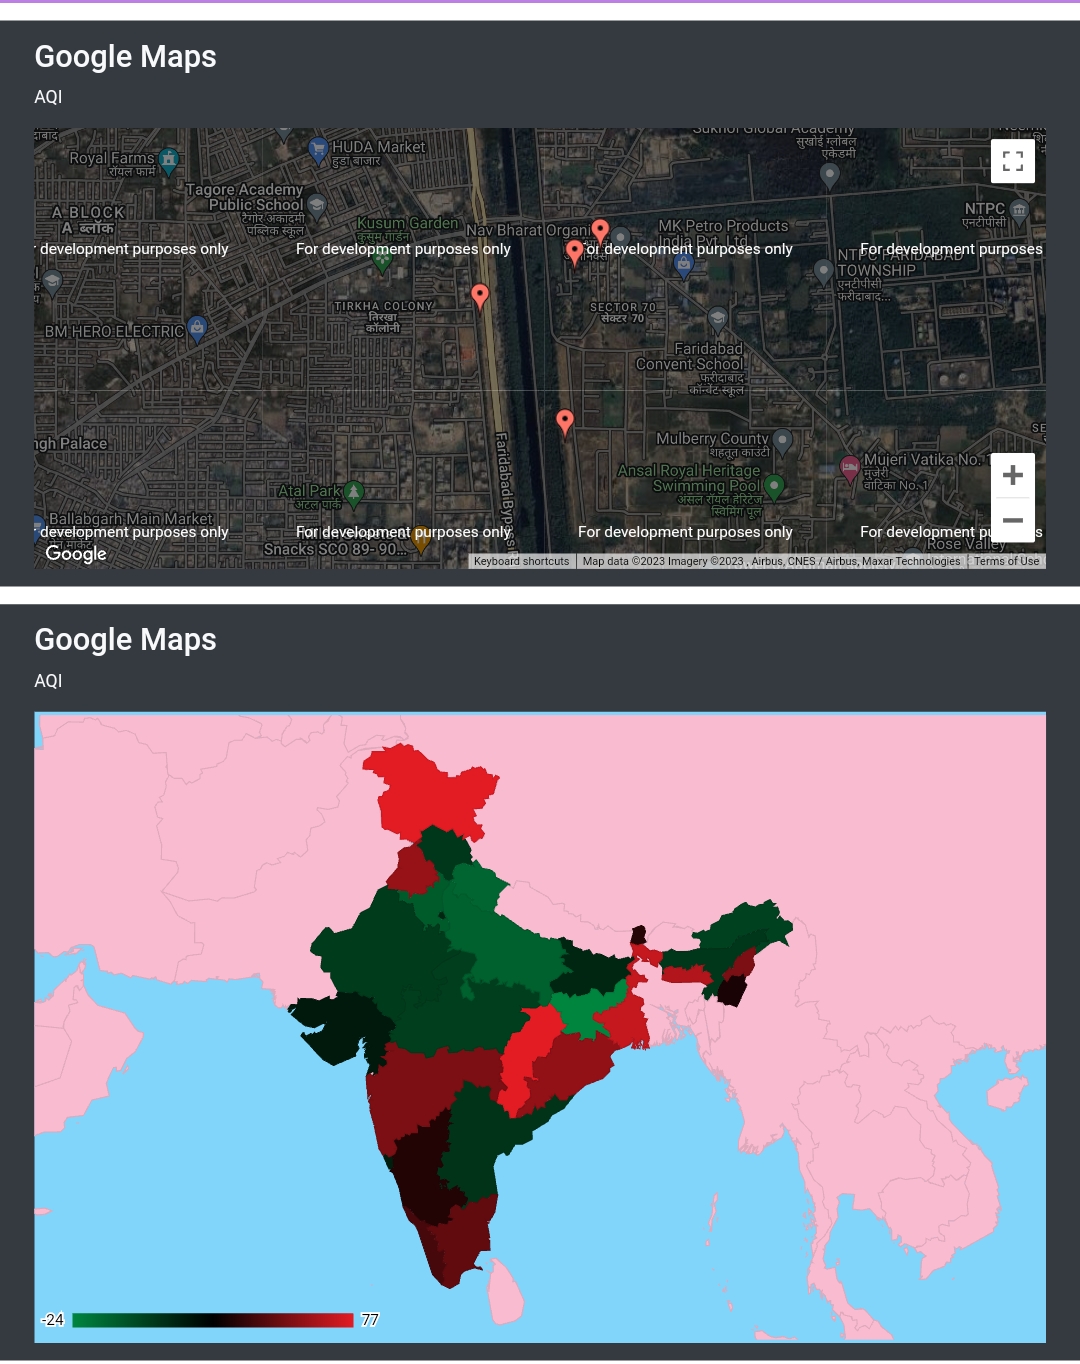 Google Maps
AQI
दाबाद
HUDA Market
हुडा बाजार
Royal Farms
रॉयल फार्म
Tagore Academy
Public School
टैगोर अकादमी
पब्लिक स्कूल
A BLOCK
ए ब्लॉक
Kusum Garden
कुसुम गार्डन
Nav Bharat Organi
Sukhoi Global Academy
सुखोई ग्लोबल
एकेडमी
NTPC
एनटीपीसी
MK Petro Products
India Pvt. Ltd
r development purposes only
For development purposes only
For development purposes only
For development purposes
NTPC FARIDABAD
TOWNSHIP
एनटीपीसी
फरीदाबाद...
TIRKHA COLONY
तिरखा
कॉलोनी
SECTOR 70
सेक्टर 70
BM HERO ELECTRIC
Faridabad
Convent School
फरीदाबाद
कॉन्वेंट स्कूल
ngh Palace
Mulberry County
शहतूत काउंटी
SE
Mujeri Vatika No. 1
मुजेरी
वाटिका No. 1
Ansal Royal Heritage
Swimming Pool
असल रॉयल हेरिटेज
स्विमिंग पूल
Atal Park
अटल पार्क
Faridabad Bypass
Ballabgarh Main Market
r development purposes only
For development purposes only
For development purposes only
For development pu
s
Snacks SCO 89- 90...
Rose Valley
Google
Keyboard shortcuts
Map data ©2023 Imagery ©2023 , Airbus, CNES / Airbus, Maxar Technologies
Terms of Use
Google Maps
AQI
-24
77